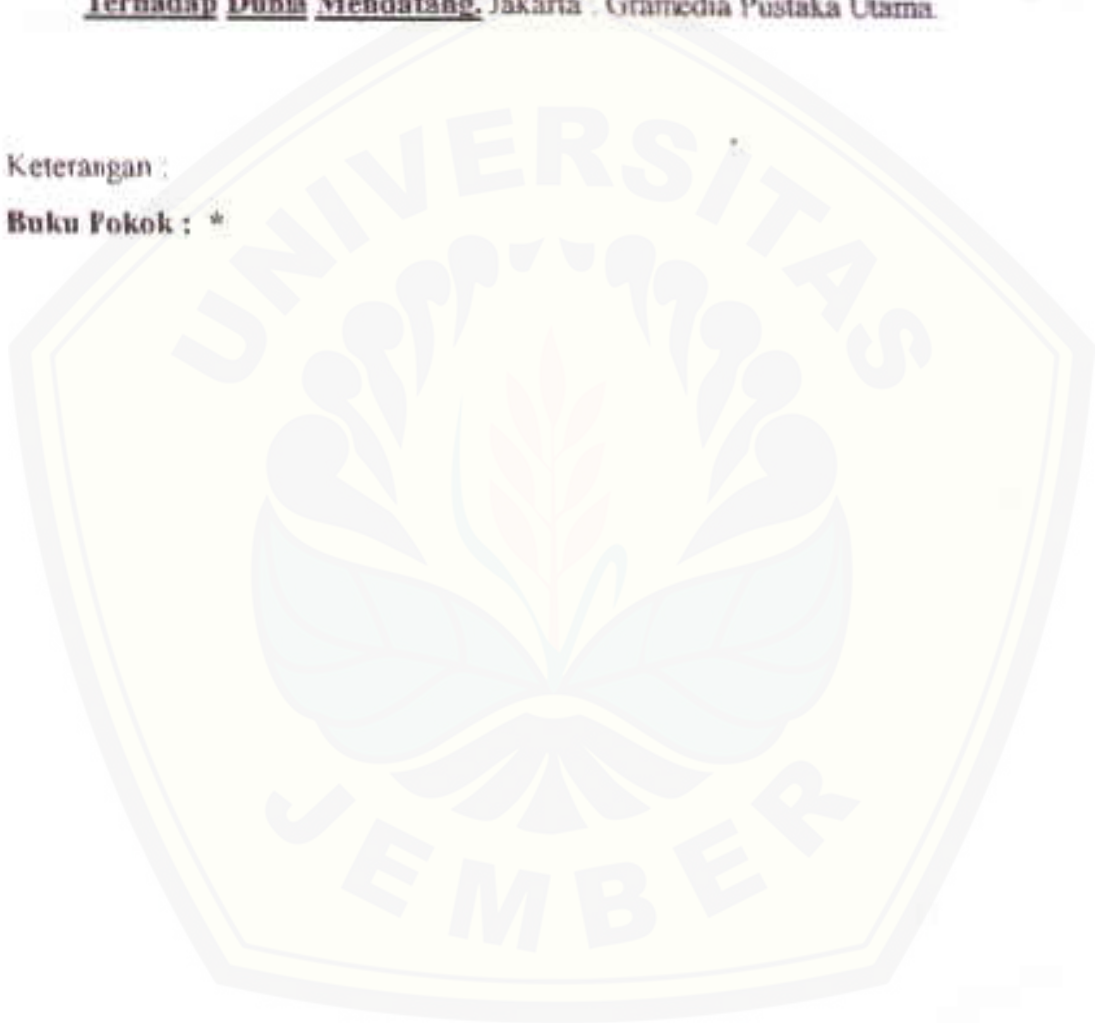 Terhadap Dunia Mendatang. Jakarta : Gramedia Pustaka Utama.
Keterangan :
Buku Pokok : *
UNIVERSITAS
JEMBER